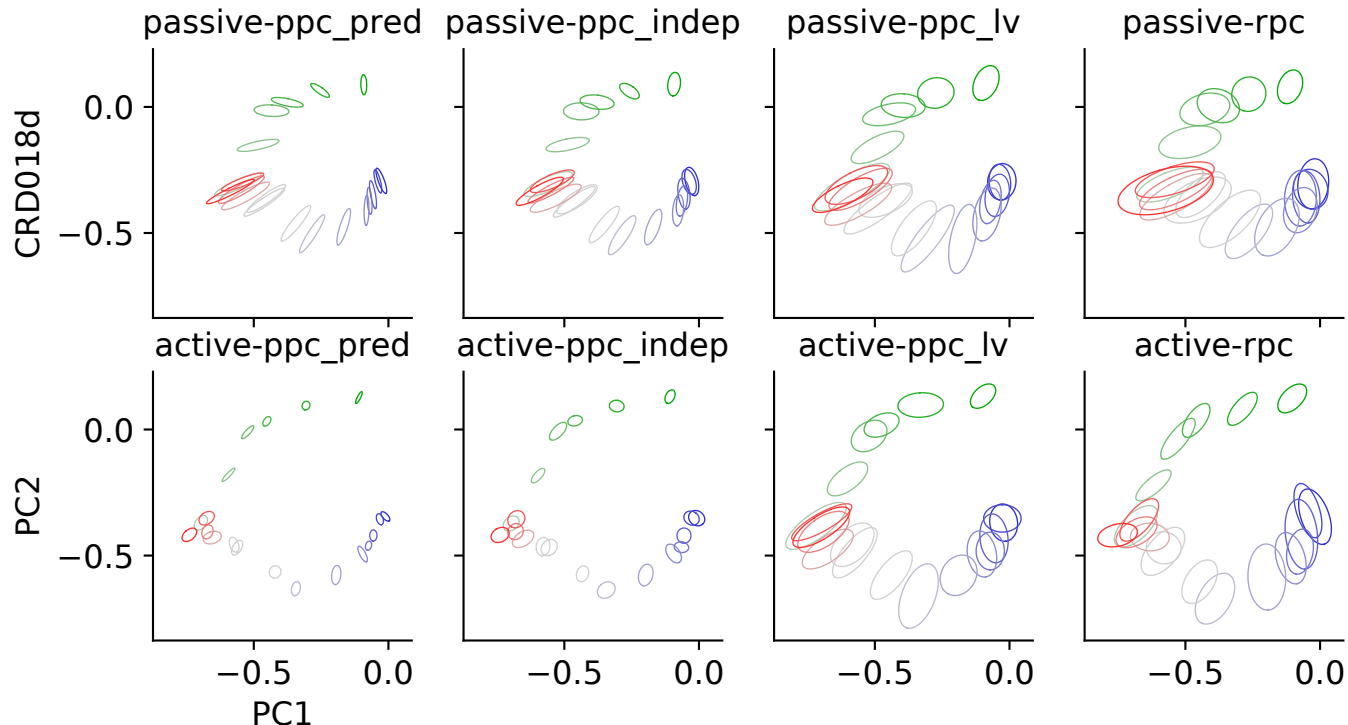 passive-ppc_pred passive-ppc_indep passive-ppc_lv passive-rpc
CRD018d
0.0
−0.5
active-ppc_pred active-ppc_indep active-ppc_lv active-rpc
PC2
0.0
−0.5
−0.5 0.0 −0.5 0.0 −0.5 0.0 −0.5 0.0
PC1